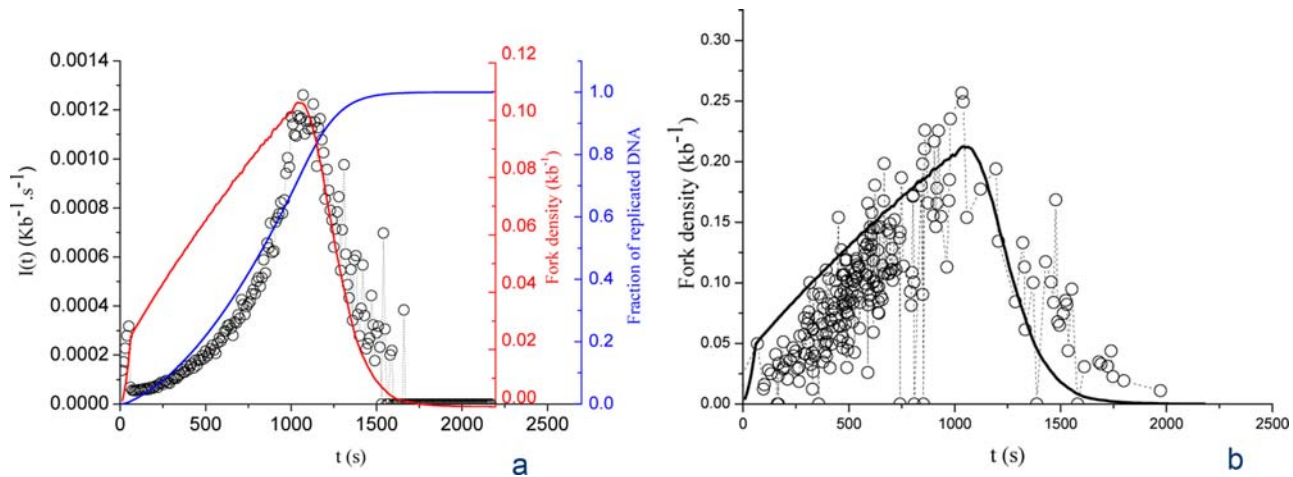 0.0014
0.0012
0.0010
0.0008
0.0006
0.0004
0.0002
0.0000
I(t) (Kb⁻¹.s⁻¹)
0 500 1000 1500 2000 2500
t (s)
0.12
0.10
0.08
0.06
0.04
0.02
0.00
Fork density (kb⁻¹)
1.0
0.8
0.6
0.4
0.2
0.0
Fraction of replicated DNA
a
0.30
0.25
0.20
0.15
0.10
0.05
0.00
Fork density (kb⁻¹)
0 500 1000 1500 2000 2500
t (s)
b